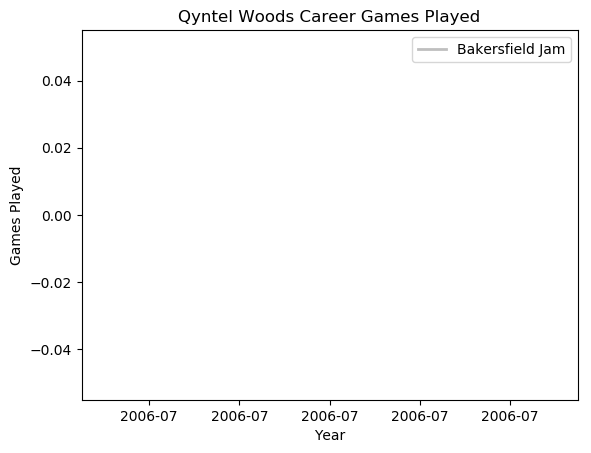 Qyntel Woods Career Games Played
Bakersfield Jam
0.04
0.02
0.00
−0.02
−0.04
Games Played
2006-07 2006-07 2006-07 2006-07 2006-07
Year